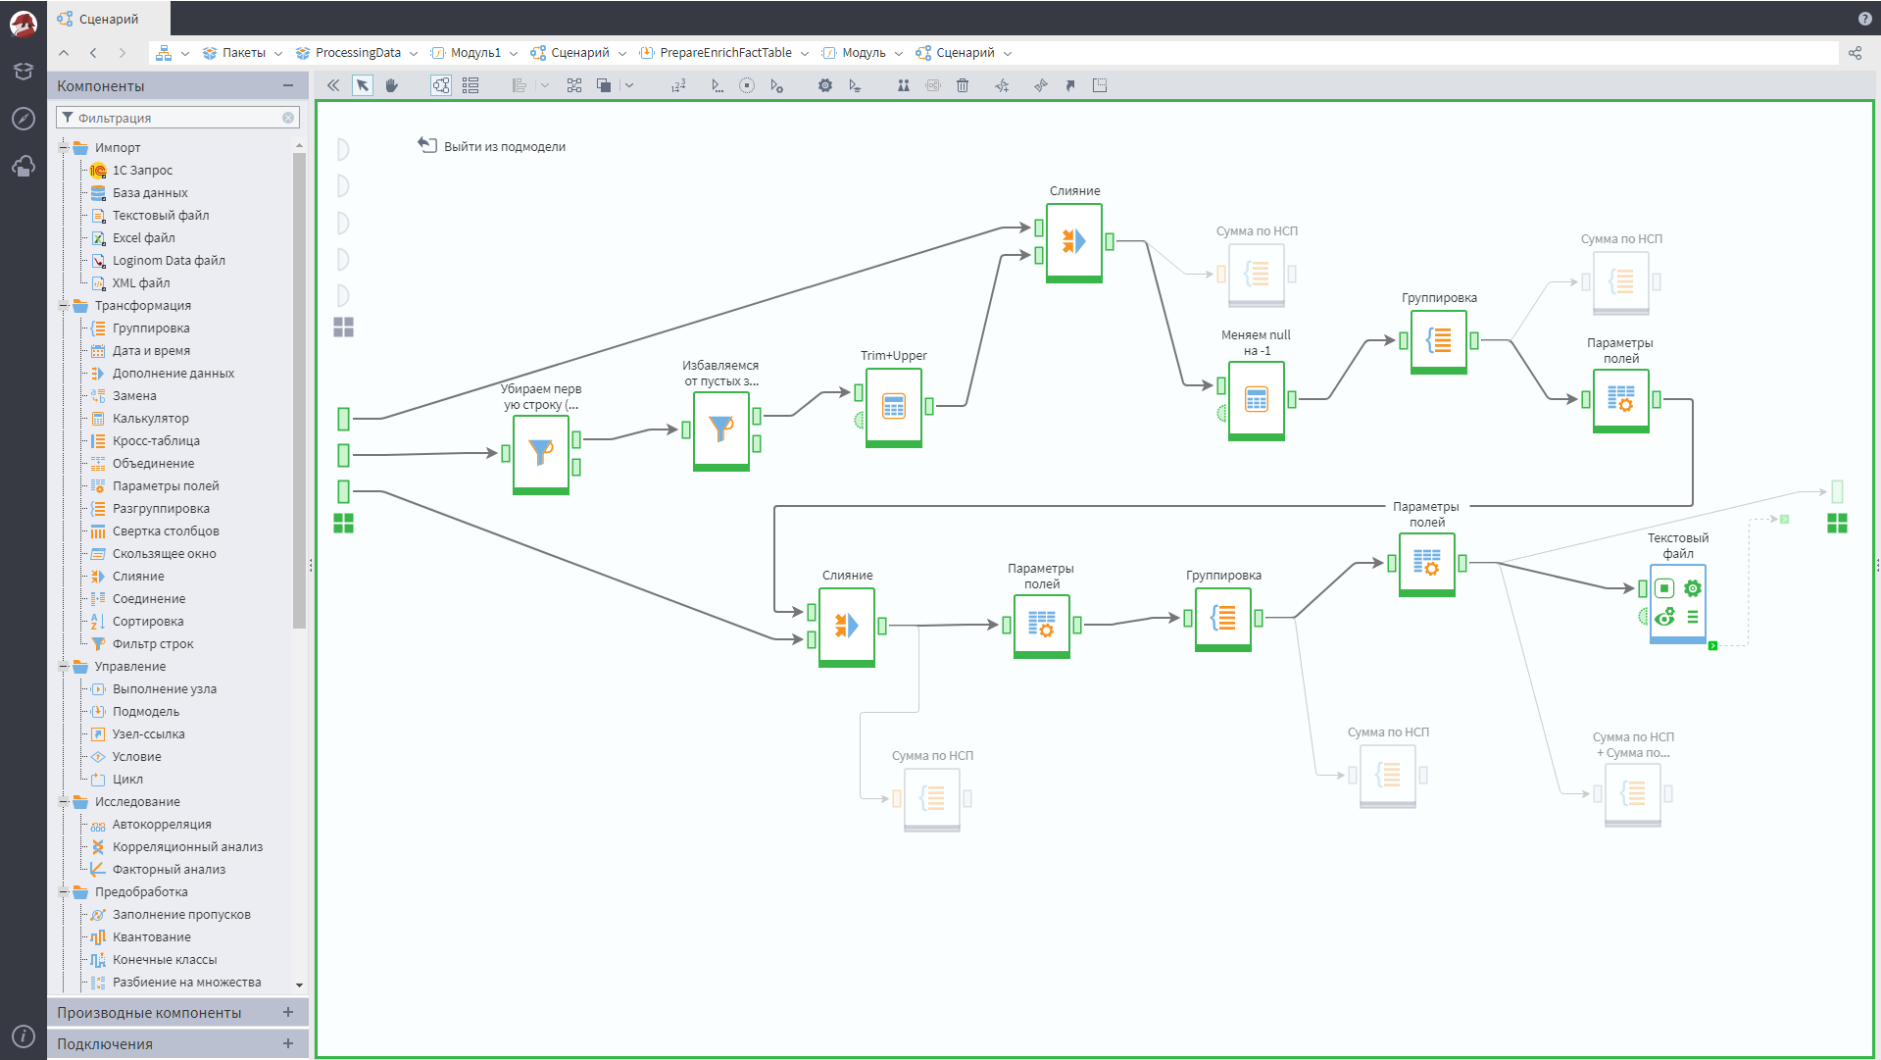 Сценарий
Пакеты
ProcessingData
Модуль1
Сценарий
PrepareEnrichFactTable
Модуль
Сценарий
Компоненты
Фильтрация
Импорт
1С Запрос
База данных
Текстовый файл
Excel файл
Loginom Data файл
XML файл
Трансформация
Группировка
Дата и время
Дополнение данных
Замена
Калькулятор
Кросс-таблица
Объединение
Параметры полей
Разгруппировка
Свертка столбцов
Скользящее окно
Слияние
Соединение
Сортировка
Фильтр строк
Управление
Выполнение узла
Подмодель
Узел-ссылка
Условие
Цикл
Исследование
Автокорреляция
Корреляционный анализ
Факторный анализ
Предобработка
Заполнение пропусков
Квантование
Конечные классы
Разбиение на множества
Производные компоненты
Подключения
Выйти из подмодели
Слияние
Сумма по НСП
Сумма по НСП
Группировка
Меняем null
на -1
Параметры
полей
Trim+Upper
Избавляемся
от пустых з...
Убираем перв
ую строку (...
Параметры
полей
Текстовый
файл
Слияние
Параметры
полей
Группировка
Сумма по НСП
Сумма по НСП
Сумма по НСП
+ Сумма по...